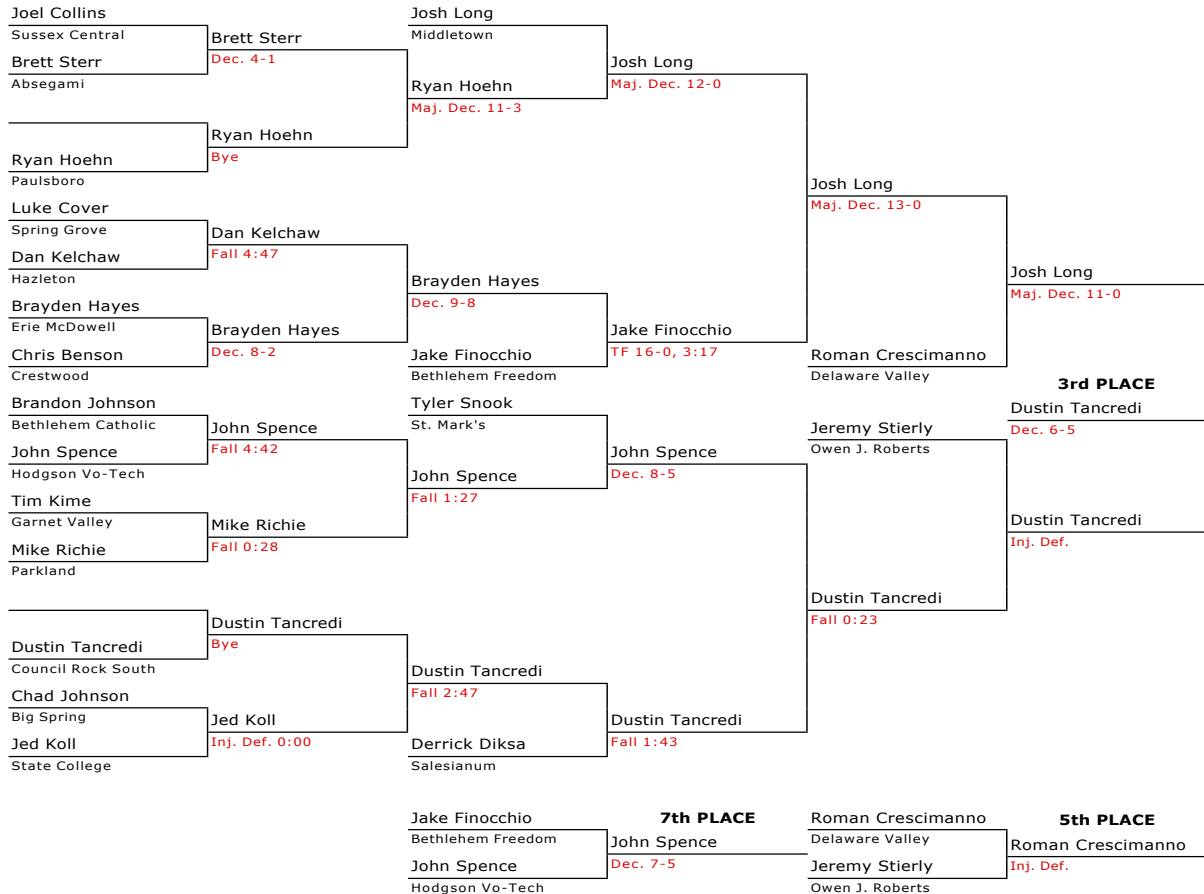 Joel Collins
Sussex Central
Brett Sterr
Dec. 4-1
Brett Sterr
Absegami
Ryan Hoehn
Bye
Ryan Hoehn
Paulsboro
Luke Cover
Spring Grove
Dan Kelchaw
Fall 4:47
Dan Kelchaw
Hazleton
Brayden Hayes
Erie McDowell
Brayden Hayes
Dec. 8-2
Chris Benson
Crestwood
Brandon Johnson
Bethlehem Catholic
John Spence
Fall 4:42
John Spence
Hodgson Vo-Tech
Tim Kime
Garnet Valley
Mike Richie
Fall 0:28
Mike Richie
Parkland
Dustin Tancredi
Bye
Dustin Tancredi
Council Rock South
Chad Johnson
Big Spring
Jed Koll
Inj. Def. 0:00
Jed Koll
State College
Josh Long
Middletown
Ryan Hoehn
Maj. Dec. 11-3
Josh Long
Maj. Dec. 12-0
Brayden Hayes
Dec. 9-8
Jake Finocchio
TF 16-0, 3:17
Jake Finocchio
Bethlehem Freedom
Tyler Snook
St. Mark's
John Spence
Dec. 8-5
John Spence
Fall 1:27
Dustin Tancredi
Fall 2:47
Dustin Tancredi
Fall 1:43
Derrick Diksa
Salesianum
Josh Long
Maj. Dec. 13-0
Roman Crescimanno
Delaware Valley
Josh Long
Maj. Dec. 11-0
3rd PLACE
Dustin Tancredi
Dec. 6-5
Jeremy Stierly
Owen J. Roberts
Dustin Tancredi
Inj. Def.
Dustin Tancredi
Fall 0:23
Jake Finocchio
Bethlehem Freedom
7th PLACE
John Spence
Dec. 7-5
John Spence
Hodgson Vo-Tech
Roman Crescimanno
Delaware Valley
5th PLACE
Roman Crescimanno
Inj. Def.
Jeremy Stierly
Owen J. Roberts